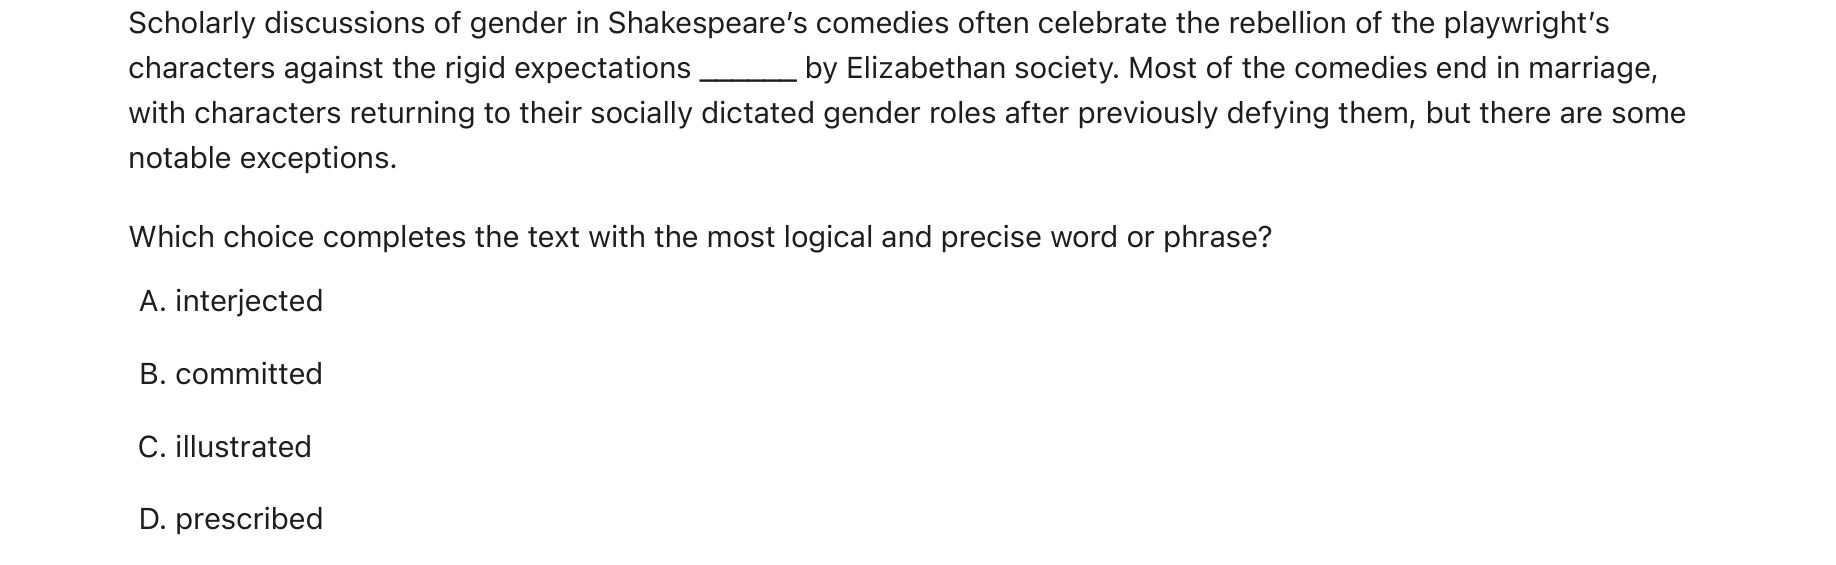 Scholarly discussions of gender in Shakespeare’s comedies often celebrate the rebellion of the playwright’s
characters against the rigid expectations ______ by Elizabethan society. Most of the comedies end in marriage,
with characters returning to their socially dictated gender roles after previously defying them, but there are some
notable exceptions.
Which choice completes the text with the most logical and precise word or phrase?
A. interjected
B. committed
C. illustrated
D. prescribed